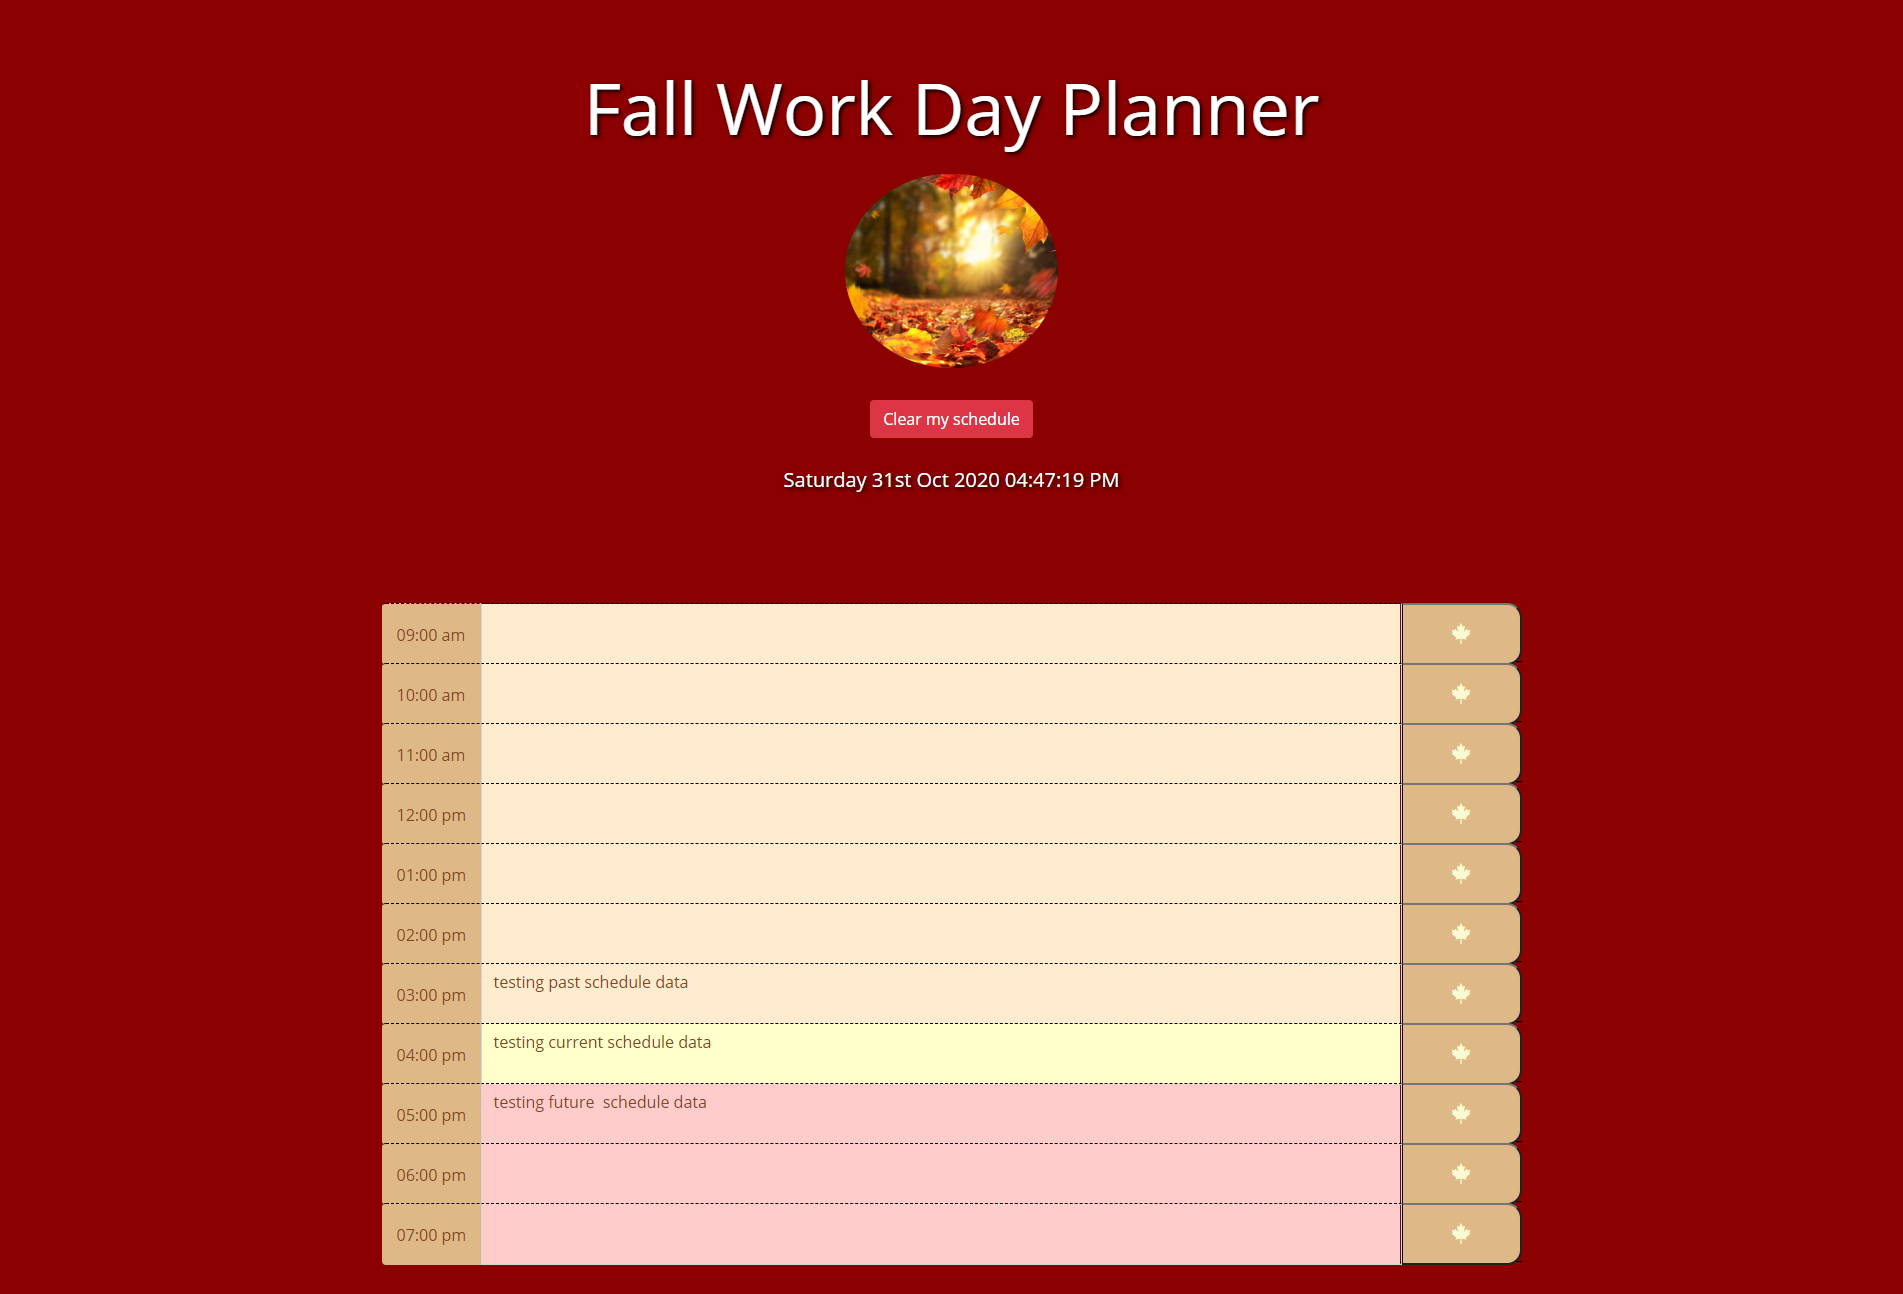 Fall Work Day Planner
Clear my schedule
Saturday 31st Oct 2020 04:47:19 PM
09:00 am
10:00 am
11:00 am
12:00 pm
01:00 pm
02:00 pm
03:00 pm testing past schedule data
04:00 pm testing current schedule data
05:00 pm testing future  schedule data
06:00 pm
07:00 pm